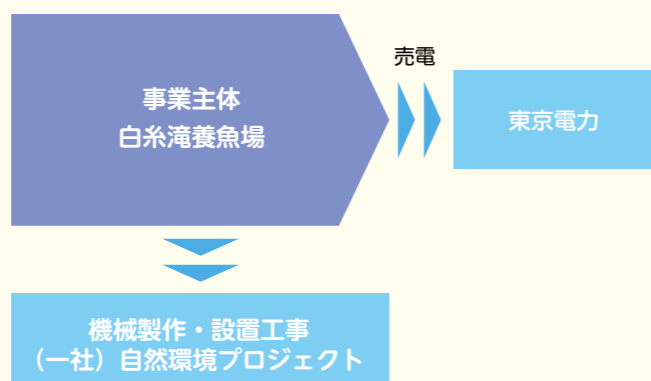 事業主体
白糸滝養魚場
売電
東京電力
機械製作・設置工事
（一社）自然環境プロジェクト